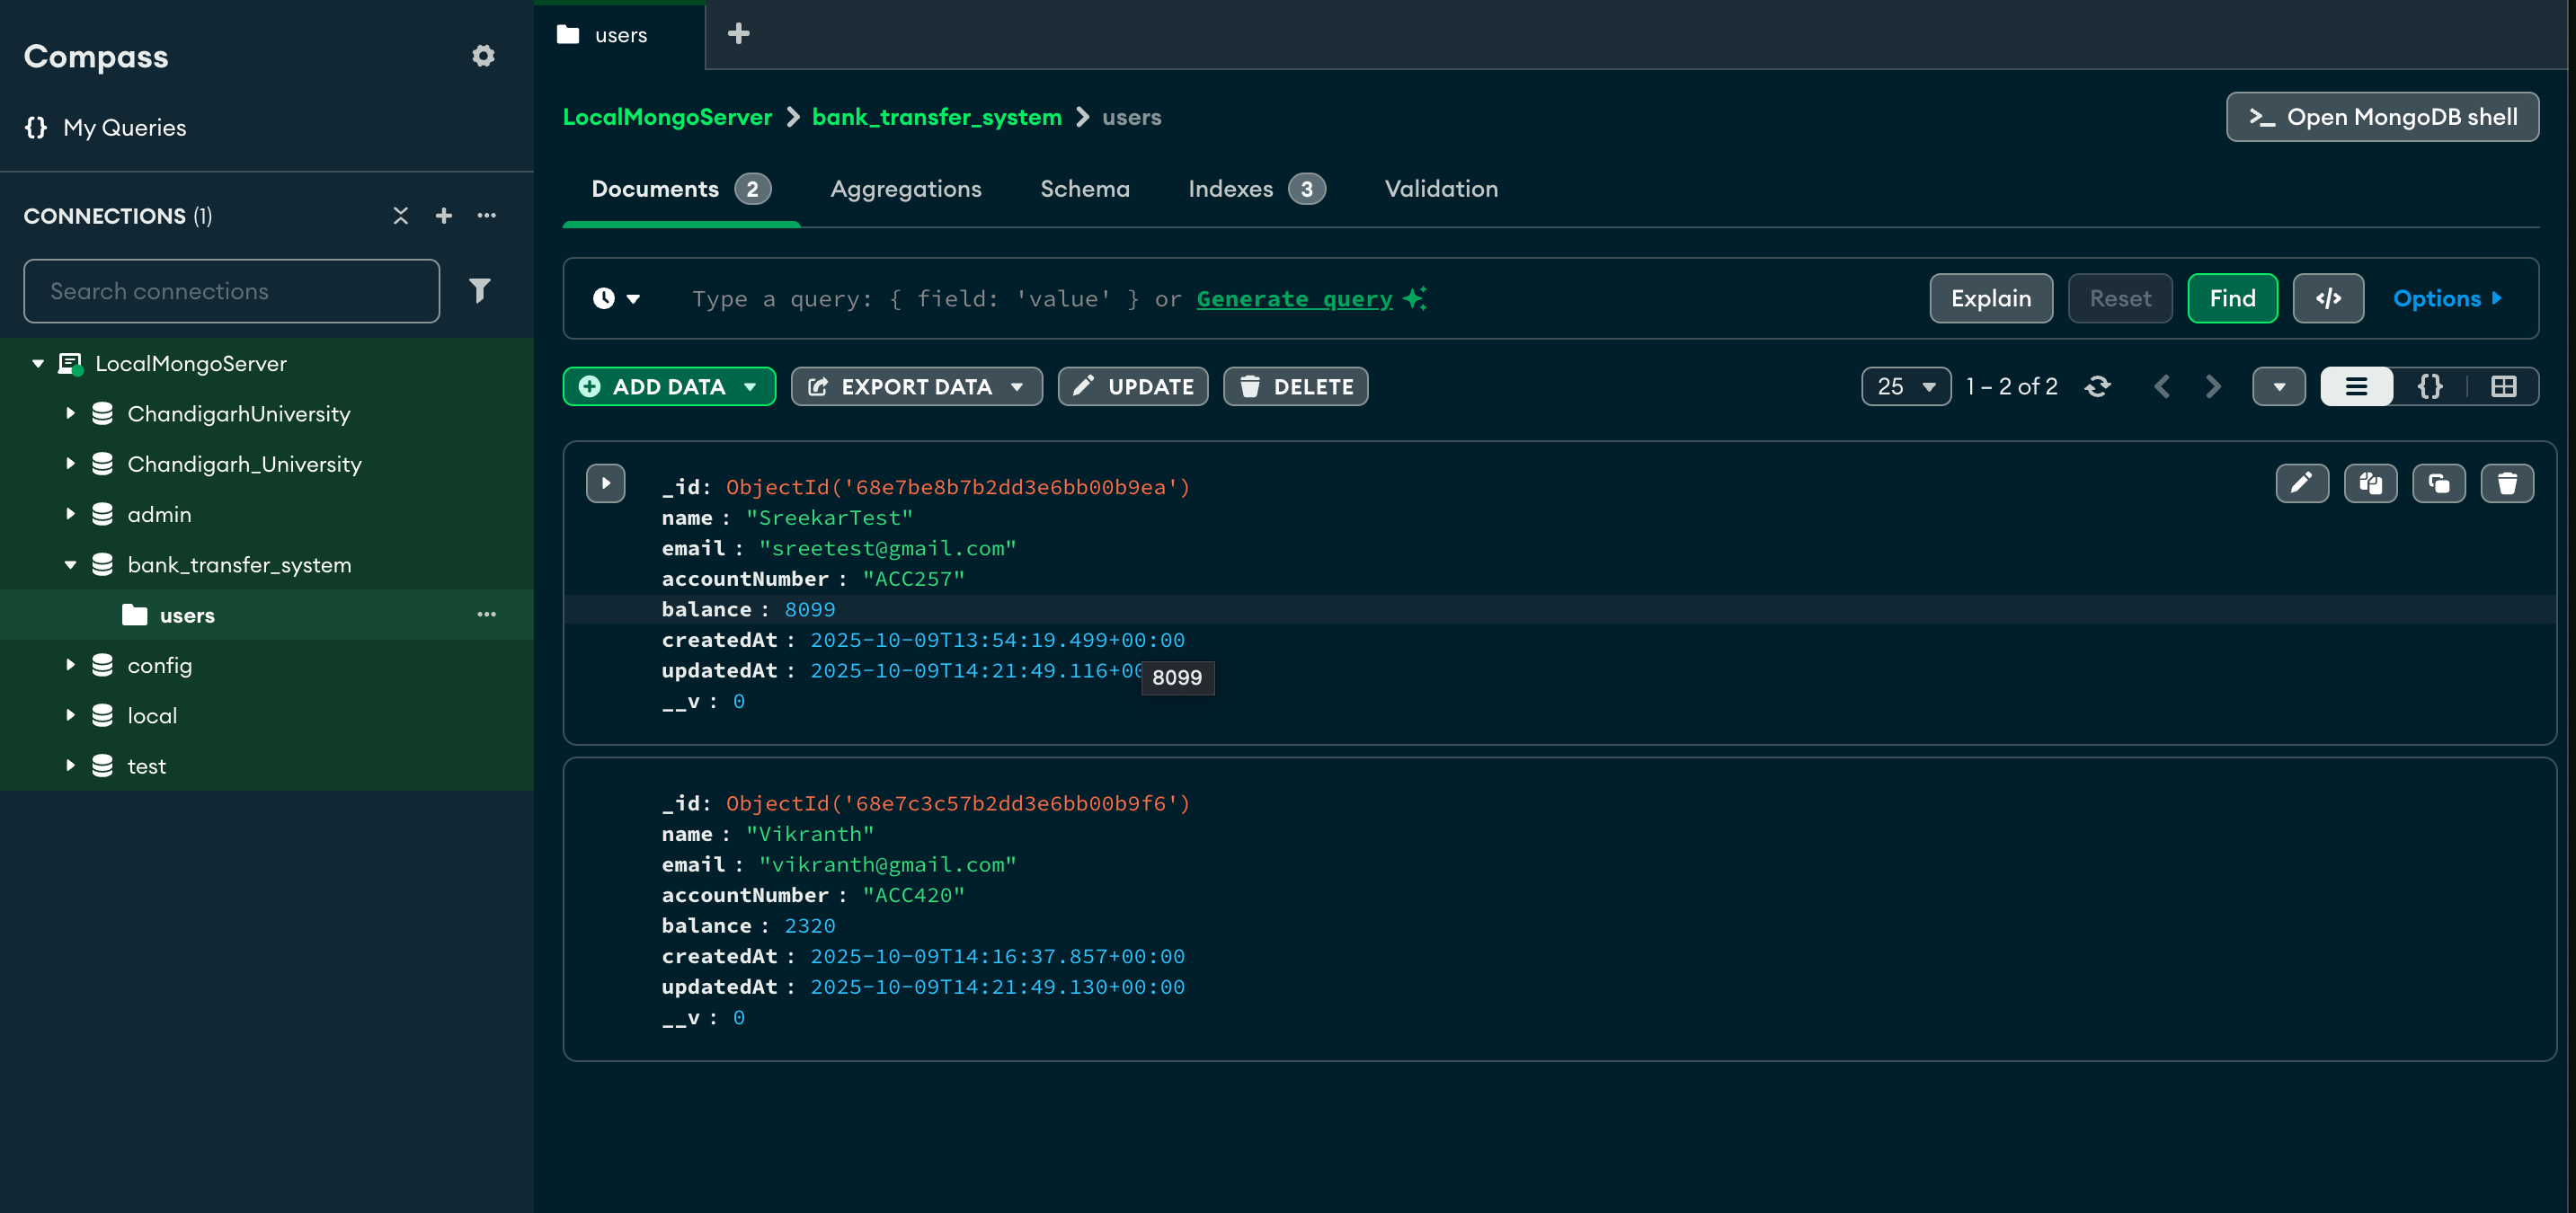 Compass
{} My Queries
CONNECTIONS (1)
Search connections
LocalMongoServer
ChandigarhUniversity
Chandigarh_University
admin
bank_transfer_system
users
config
local
test
users
LocalMongoServer > bank_transfer_system > users
>_ Open MongoDB shell
Documents 2 Aggregations Schema Indexes 3 Validation
Type a query: { field: 'value' } or Generate query
Explain Reset Find </> Options
ADD DATA EXPORT DATA UPDATE DELETE
25 1 – 2 of 2 {}
_id: ObjectId('68e7be8b7b2dd3e6bb00b9ea')
name : "SreekarTest"
email : "sreetest@gmail.com"
accountNumber : "ACC257"
balance : 8099
createdAt : 2025-10-09T13:54:19.499+00:00
updatedAt : 2025-10-09T14:21:49.116+00
8099
__v : 0
_id: ObjectId('68e7c3c57b2dd3e6bb00b9f6')
name : "Vikranth"
email : "vikranth@gmail.com"
accountNumber : "ACC420"
balance : 2320
createdAt : 2025-10-09T14:16:37.857+00:00
updatedAt : 2025-10-09T14:21:49.130+00:00
__v : 0